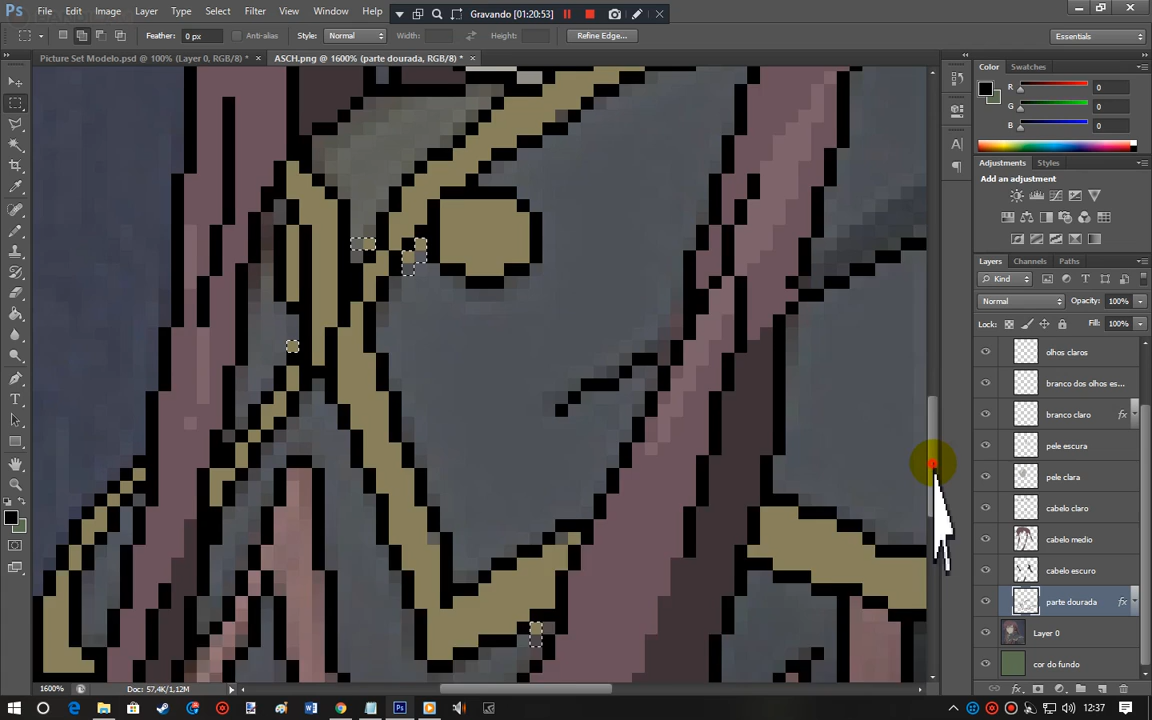 File Edit Image Layer Type Select Filter View Window Help
Gravando [01:20:53]
Feather: 0 px Anti-alias Style: Normal Width: Height: Refine Edge... Essentials
Picture Set Modelo.psd @ 100% (Layer 0, RGB/8) * × ASCH.png @ 1600% (parte dourada, RGB/8) * ×
Color Swatches
R 0
G 0
B 0
Adjustments Styles
Add an adjustment
Layers Channels Paths
Kind
Normal Opacity: 100%
Lock: Fill: 100%
olhos claros
branco dos olhos es...
branco claro fx
pele escura
pele clara
cabelo claro
cabelo medio
cabelo escuro
parte dourada fx
Layer 0
cor do fundo
1600% Doc: 57,4K/1,12M
12:37